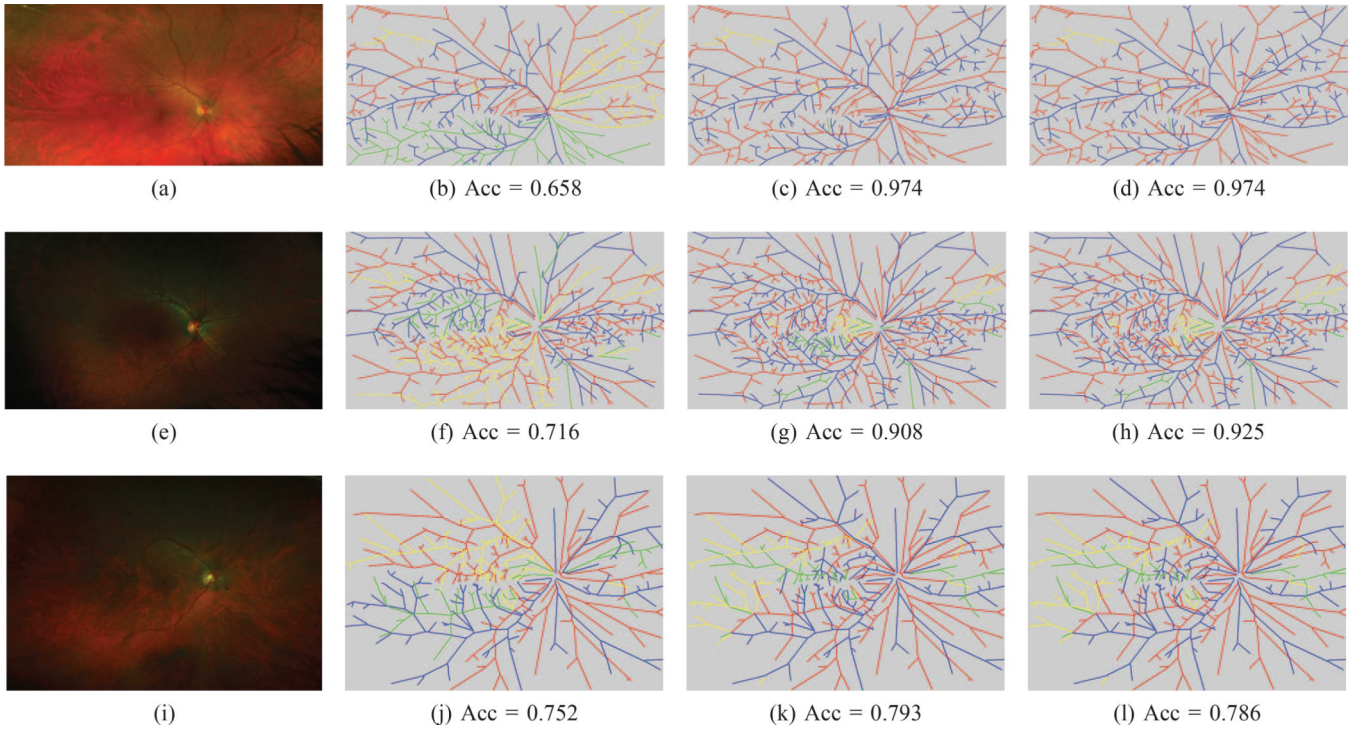 (a)
(b) Acc = 0.658
(c) Acc = 0.974
(d) Acc = 0.974
(e)
(f) Acc = 0.716
(g) Acc = 0.908
(h) Acc = 0.925
(i)
(j) Acc = 0.752
(k) Acc = 0.793
(l) Acc = 0.786